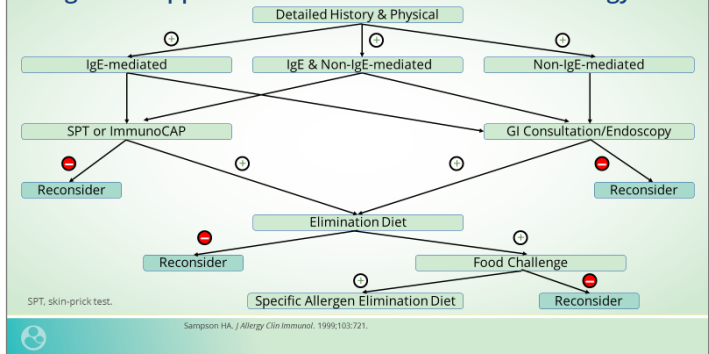 Detailed History & Physical
IgE-mediated
IgE & Non-IgE-mediated
Non-IgE-mediated
SPT or ImmunoCAP
GI Consultation/Endoscopy
Reconsider
Reconsider
Elimination Diet
Reconsider
Food Challenge
Specific Allergen Elimination Diet
Reconsider
SPT, skin-prick test.
Sampson HA. J Allergy Clin Immunol. 1999;103:721.